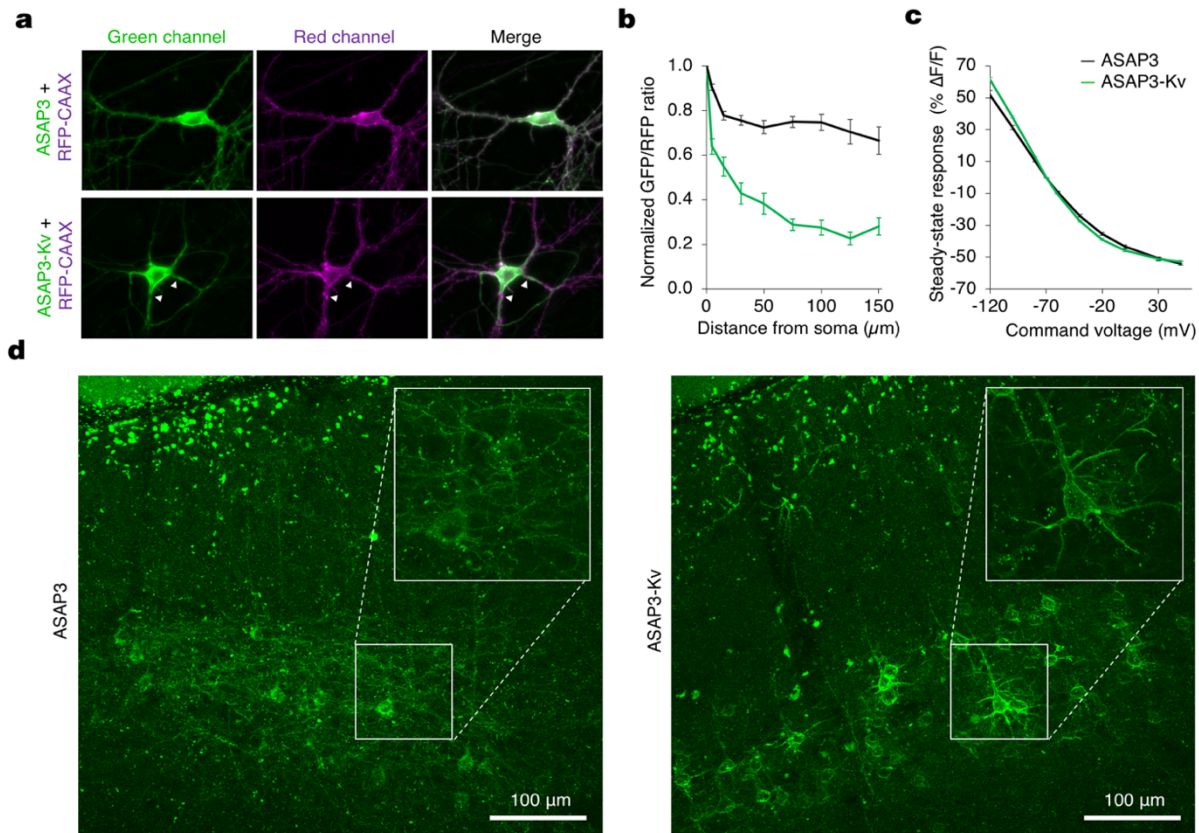 a
Green channel
Red channel
Merge
ASAP3 +
RFP-CAAX
ASAP3-Kv +
RFP-CAAX
b
Normalized GFP/RFP ratio
1.0
0.8
0.6
0.4
0.2
0.0
0
50
100
150
Distance from soma (µm)
c
ASAP3
ASAP3-Kv
Steady-state response (% ΔF/F)
70
50
30
10
-10
-30
-50
-70
-120
-70
-20
30
Command voltage (mV)
d
ASAP3
100 µm
ASAP3-Kv
100 µm